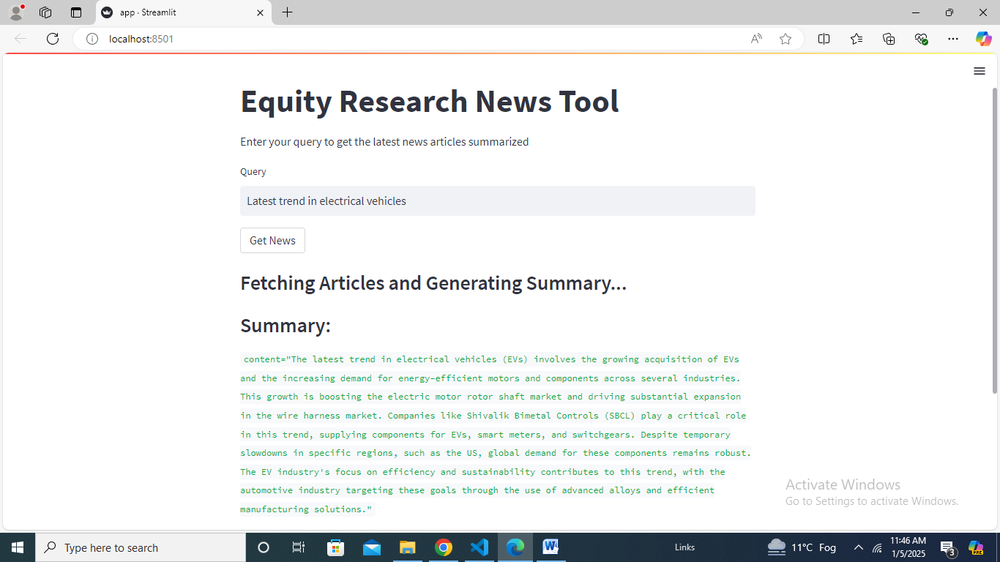 app · Streamlit
localhost:8501
Equity Research News Tool
Enter your query to get the latest news articles summarized
Query
Latest trend in electrical vehicles
Get News
Fetching Articles and Generating Summary...
Summary:
content="The latest trend in electrical vehicles (EVs) involves the growing acquisition of EVs
and the increasing demand for energy-efficient motors and components across several industries.
This growth is boosting the electric motor rotor shaft market and driving substantial expansion
in the wire harness market. Companies like Shivalik Bimetal Controls (SBCL) play a critical role
in this trend, supplying components for EVs, smart meters, and switchgears. Despite temporary
slowdowns in specific regions, such as the US, global demand for these components remains robust.
The EV industry's focus on efficiency and sustainability contributes to this trend, with the
automotive industry targeting these goals through the use of advanced alloys and efficient
manufacturing solutions."
Activate Windows
Go to Settings to activate Windows.
Type here to search
Links
11°C Fog
11:46 AM
1/5/2025
3
PRE